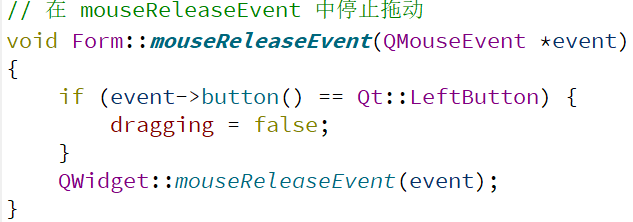 // 在 mouseReleaseEvent 中停止拖动
void Form::mouseReleaseEvent(QMouseEvent *event)
{
    if (event->button() == Qt::LeftButton) {
        dragging = false;
    }
    QWidget::mouseReleaseEvent(event);
}